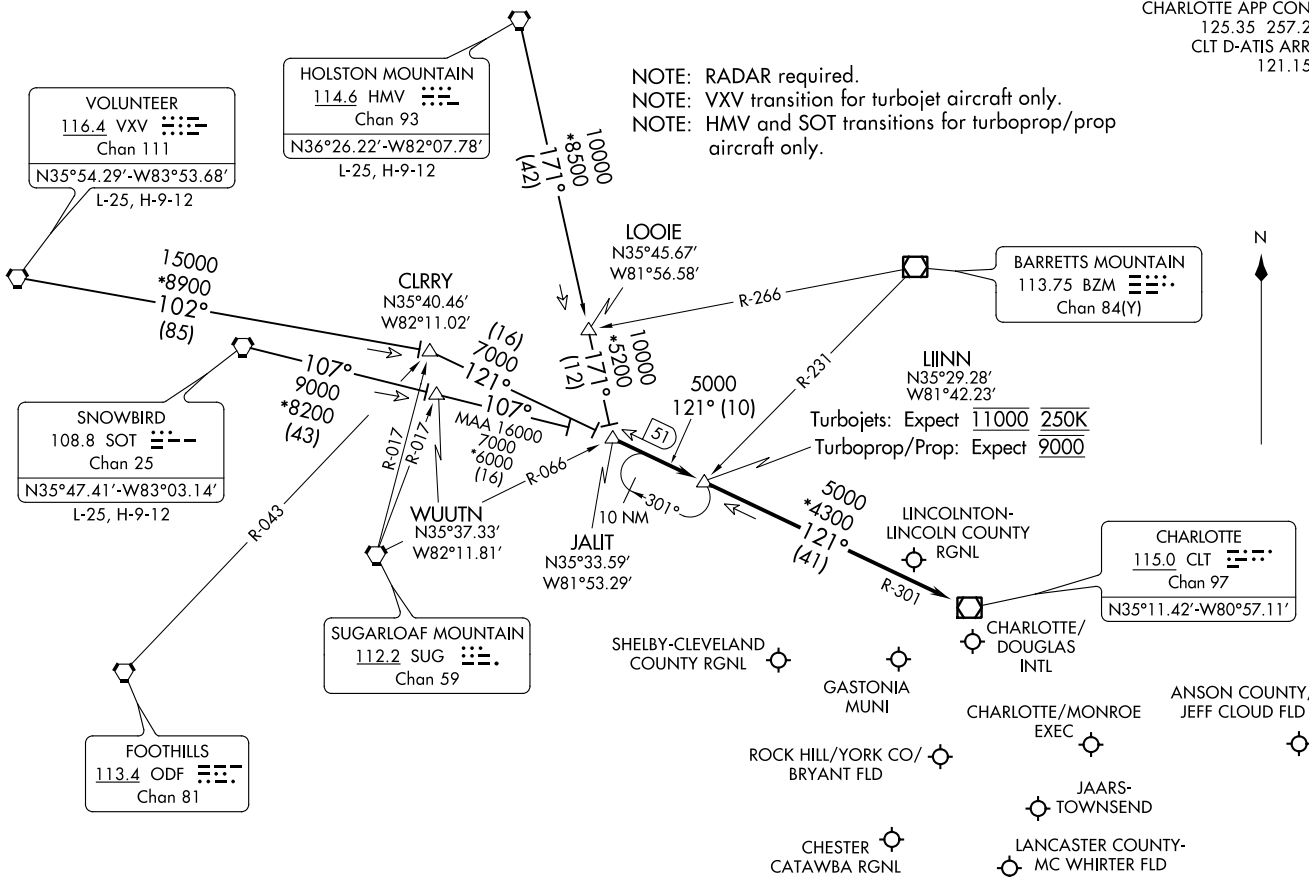 CHARLOTTE APP CON
125.35 257.2
CLT D-ATIS ARR
121.15
NOTE: RADAR required.
NOTE: VXV transition for turbojet aircraft only.
NOTE: HMV and SOT transitions for turboprop/prop
aircraft only.
HOLSTON MOUNTAIN
114.6 HMV
Chan 93
N36°26.22′-W82°07.78′
L-25, H-9-12
VOLUNTEER
116.4 VXV
Chan 111
N35°54.29′-W83°53.68′
L-25, H-9-12
10000
*8500
171°
(42)
LOOIE
N35°45.67′
W81°56.58′
N
BARRETTS MOUNTAIN
113.75 BZM
Chan 84(Y)
R-266
R-231
15000
*8900
102°
(85)
CLRRY
N35°40.46′
W82°11.02′
(16)
7000
121°
10000
*5200
171°
(12)
107°
9000
*8200
(43)
107°
MAA 16000
7000
*6000
(16)
SNOWBIRD
108.8 SOT
Chan 25
N35°47.41′-W83°03.14′
L-25, H-9-12
5000
121° (10)
51
LIINN
N35°29.28′
W81°42.23′
Turbojets: Expect 11000 250K
Turboprop/Prop: Expect 9000
R-017
R-017
R-066
R-043
WUUTN
N35°37.33′
W82°11.81′
JALIT
N35°33.59′
W81°53.29′
301°
10 NM
5000
*4300
121°
(41)
R-301
LINCOLNTON-
LINCOLN COUNTY
RGNL
CHARLOTTE
115.0 CLT
Chan 97
N35°11.42′-W80°57.11′
SUGARLOAF MOUNTAIN
112.2 SUG
Chan 59
FOOTHILLS
113.4 ODF
Chan 81
SHELBY-CLEVELAND
COUNTY RGNL
GASTONIA
MUNI
CHARLOTTE/
DOUGLAS
INTL
CHARLOTTE/MONROE
EXEC
ANSON COUNTY/
JEFF CLOUD FLD
ROCK HILL/YORK CO/
BRYANT FLD
JAARS-
TOWNSEND
CHESTER
CATAWBA RGNL
LANCASTER COUNTY-
MC WHIRTER FLD